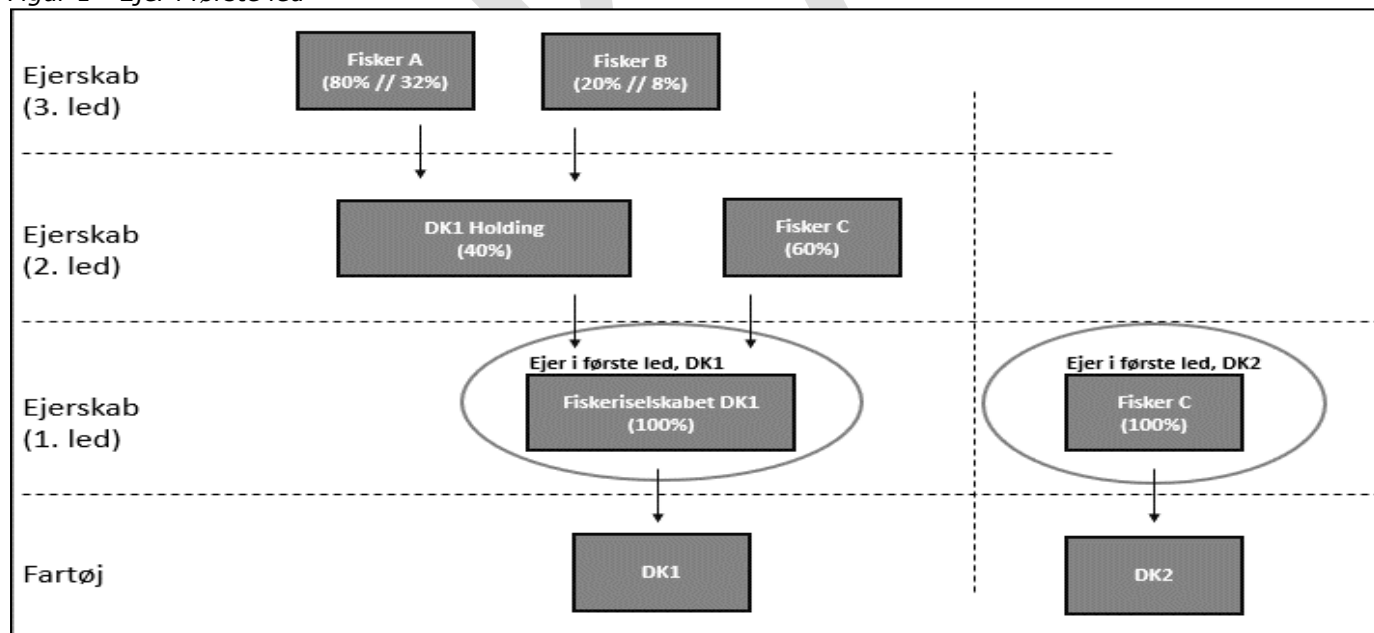 Ejerskab
(3. led)
Fisker A
(80% // 32%)
Fisker B
(20% // 8%)
Ejerskab
(2. led)
DK1 Holding
(40%)
Fisker C
(60%)
Ejerskab
(1. led)
Ejer i første led, DK1
Fiskeriselskabet DK1
(100%)
Ejer i første led, DK2
Fisker C
(100%)
Fartøj
DK1
DK2